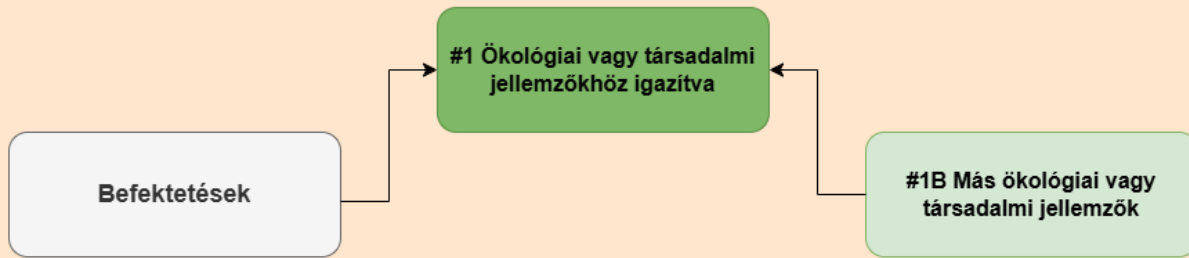 #1 Ökológiai vagy társadalmi
jellemzőkhöz igazítva
Befektetések
#1B Más ökológiai vagy
társadalmi jellemzők